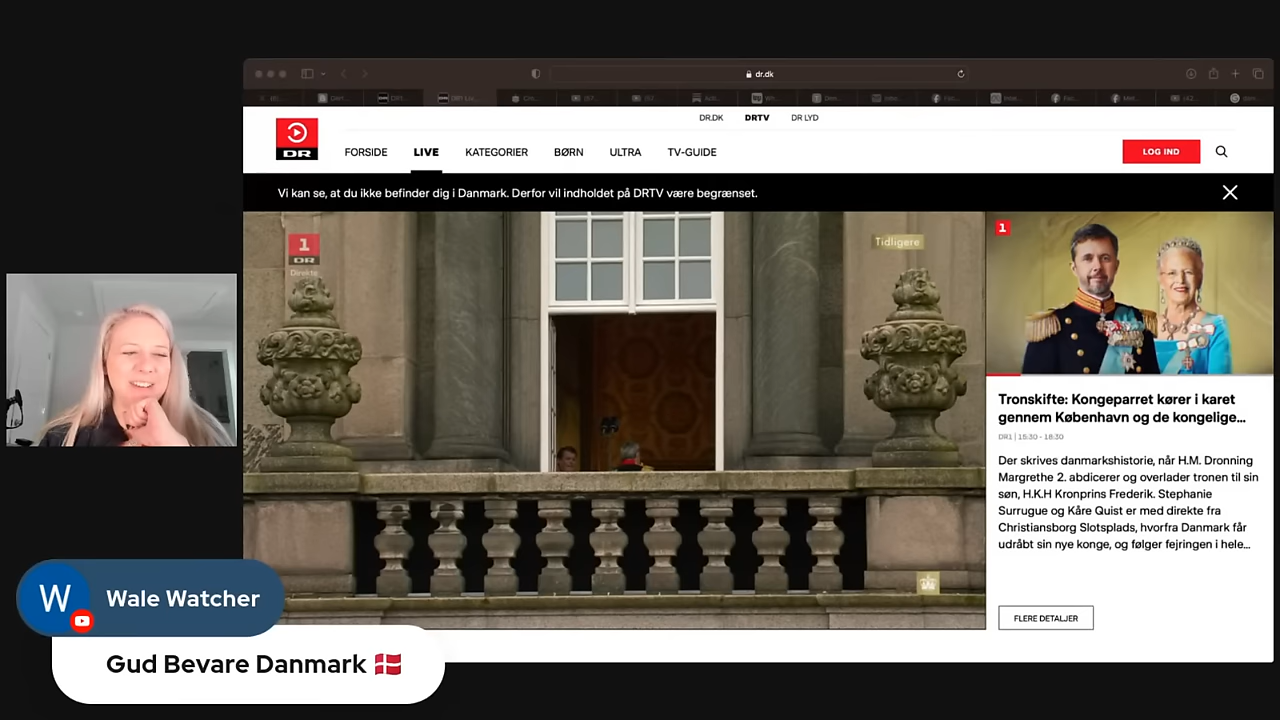 dr.dk
DR.DK
DRTV
DR LYD
DR
FORSIDE
LIVE
KATEGORIER
BØRN
ULTRA
TV-GUIDE
LOG IND
Vi kan se, at du ikke befinder dig i Danmark. Derfor vil indholdet på DRTV være begrænset.
1
DR
Direkte
Tidligere
1
Tronskifte: Kongeparret kører i karet
gennem København og de kongelige...
DR1 | 15:30 - 18:30
Der skrives danmarkshistorie, når H.M. Dronning
Margrethe 2. abdicerer og overlader tronen til sin
søn, H.K.H Kronprins Frederik. Stephanie
Surrugue og Kåre Quist er med direkte fra
Christiansborg Slotsplads, hvorfra Danmark får
udråbt sin nye konge, og følger fejringen i hele...
FLERE DETALJER
W
Wale Watcher
Gud Bevare Danmark 🇩🇰